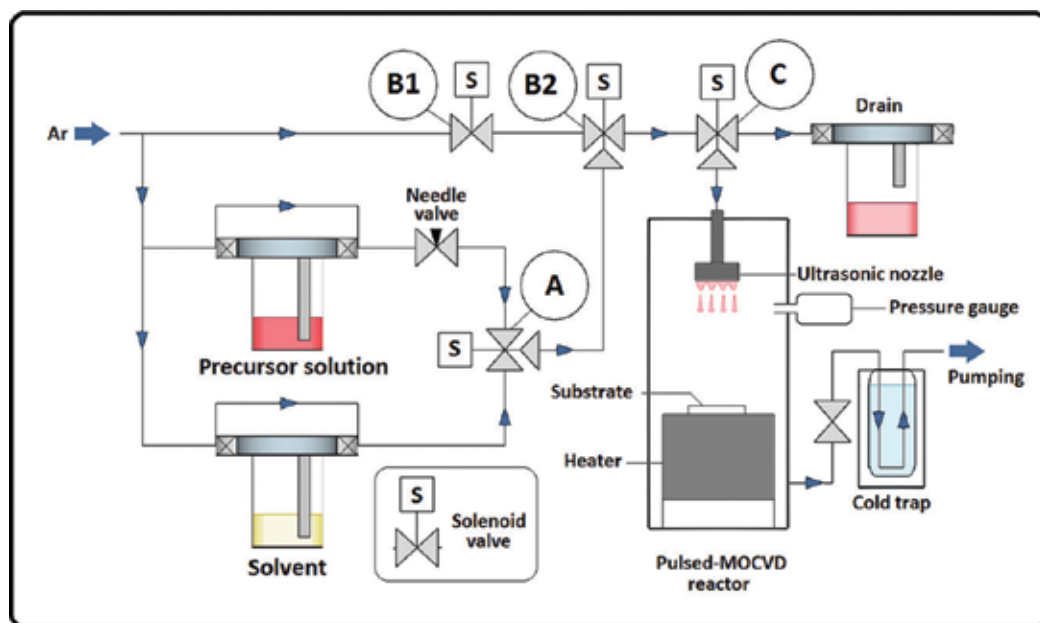 B1
S
B2
S
S
C
Drain
Ar
Needle
valve
A
S
Precursor solution
Ultrasonic nozzle
Pressure gauge
Pumping
Substrate
Heater
Cold trap
S
Solenoid
valve
Solvent
Pulsed-MOCVD
reactor